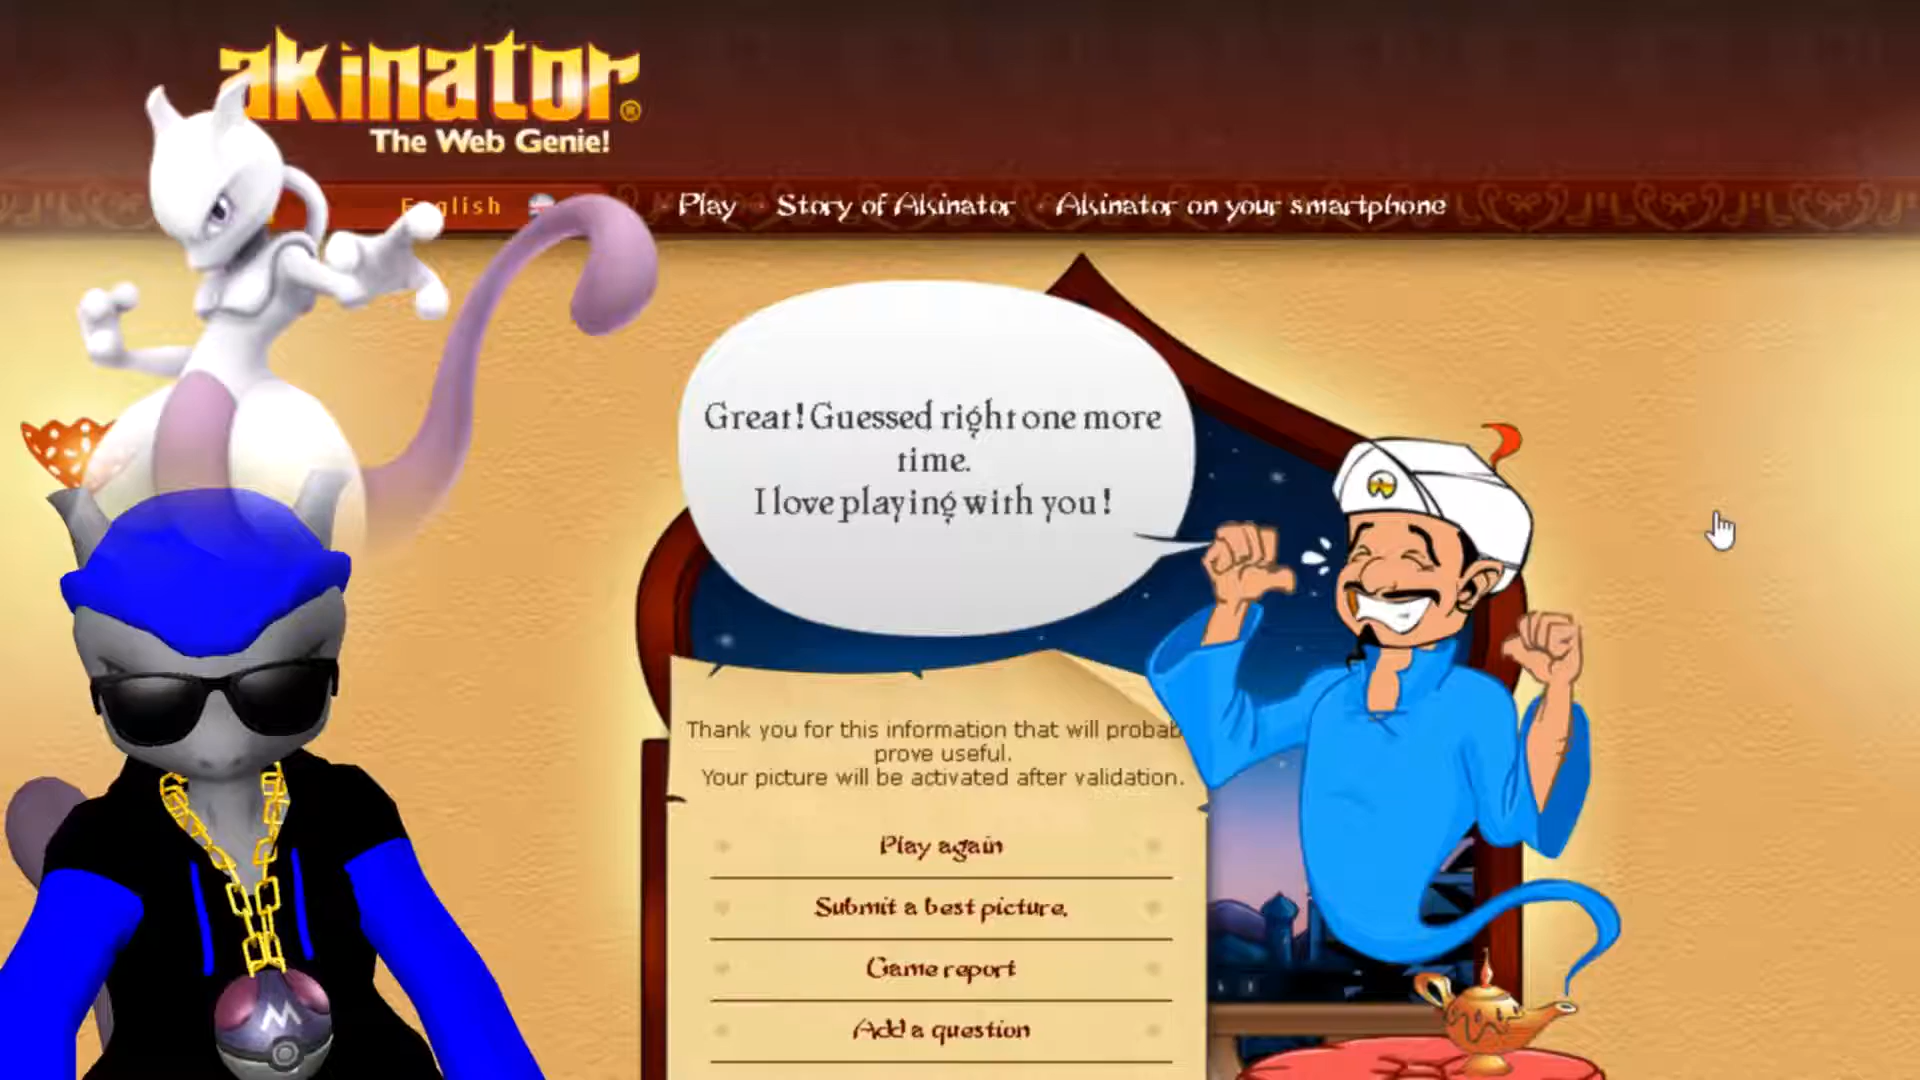 akinator®
The Web Genie!
English
Play
Story of Akinator
Akinator on your smartphone
Great! Guessed right one more
time.
I love playing with you!
Thank you for this information that will
prove useful.
Your picture will be activated after validation.
Play again
Submit a best picture.
Game report
Add a question
M